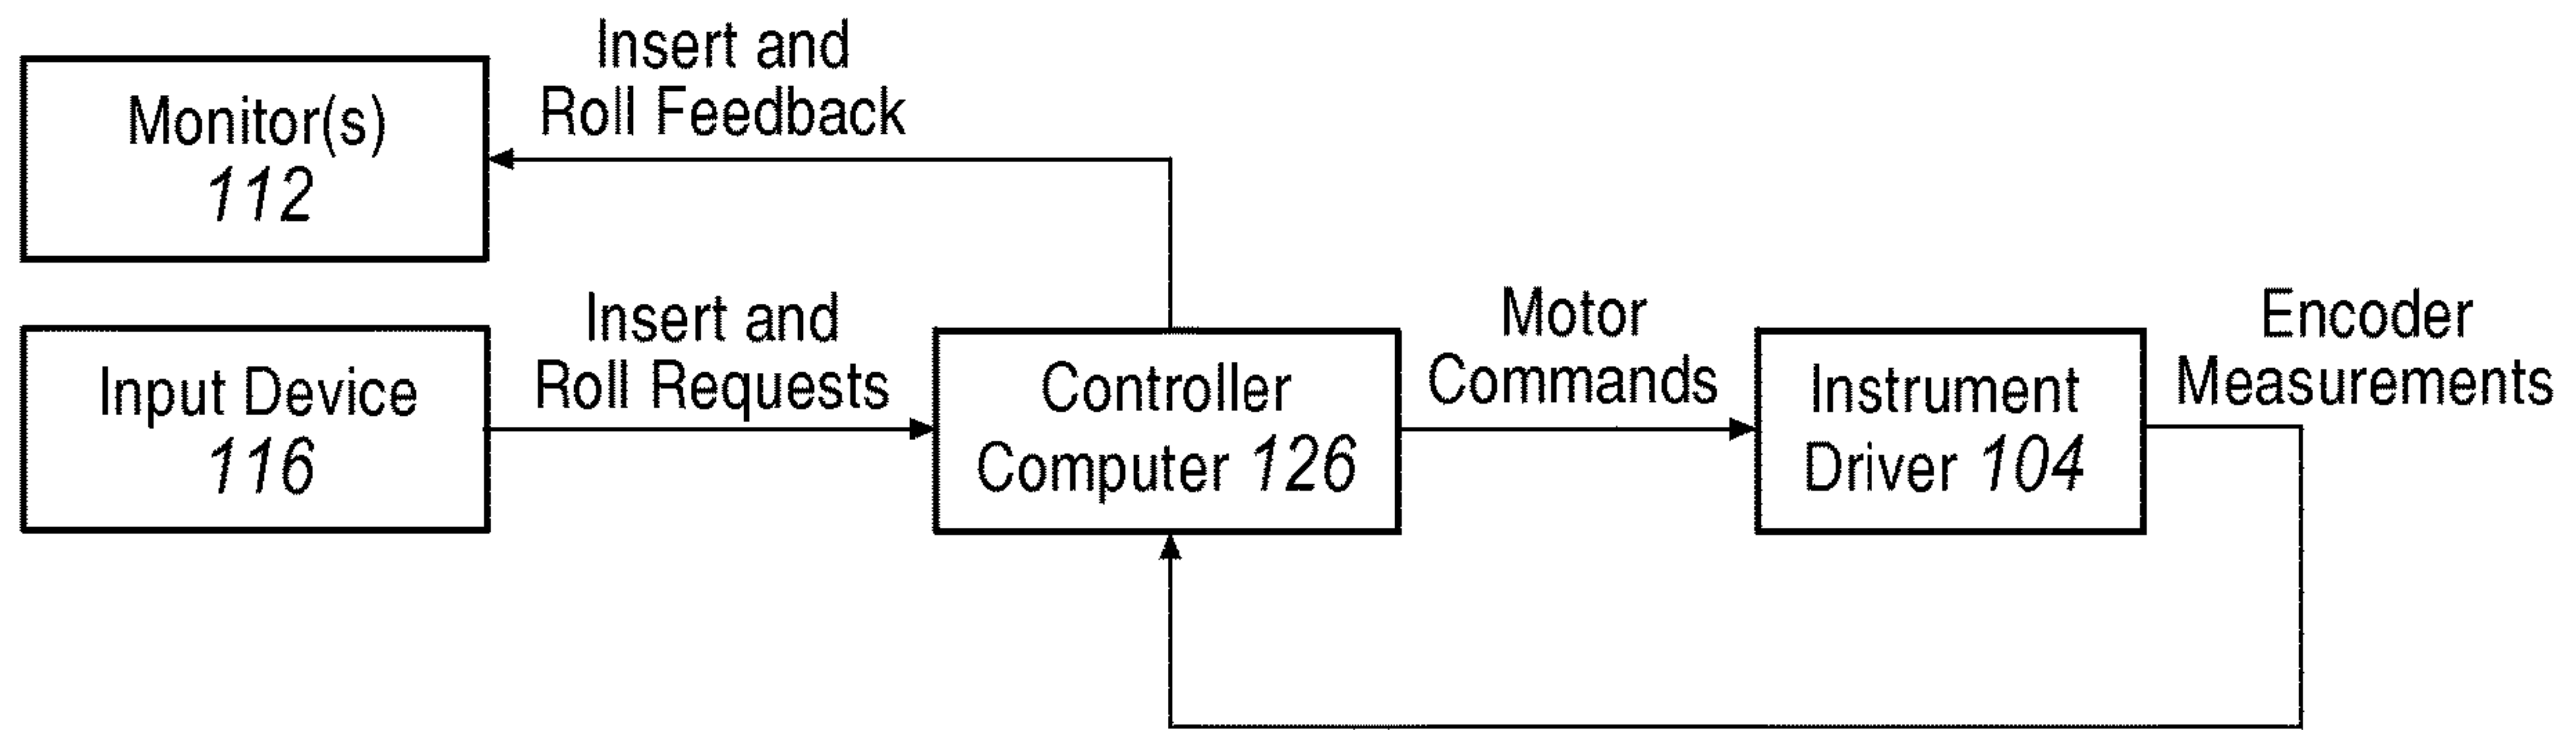 Insert and
Roll Feedback
Monitor(s)
112
Insert and
Roll Requests
Input Device
116
Controller
Computer 126
Motor
Commands
Instrument
Driver 104
Encoder
Measurements